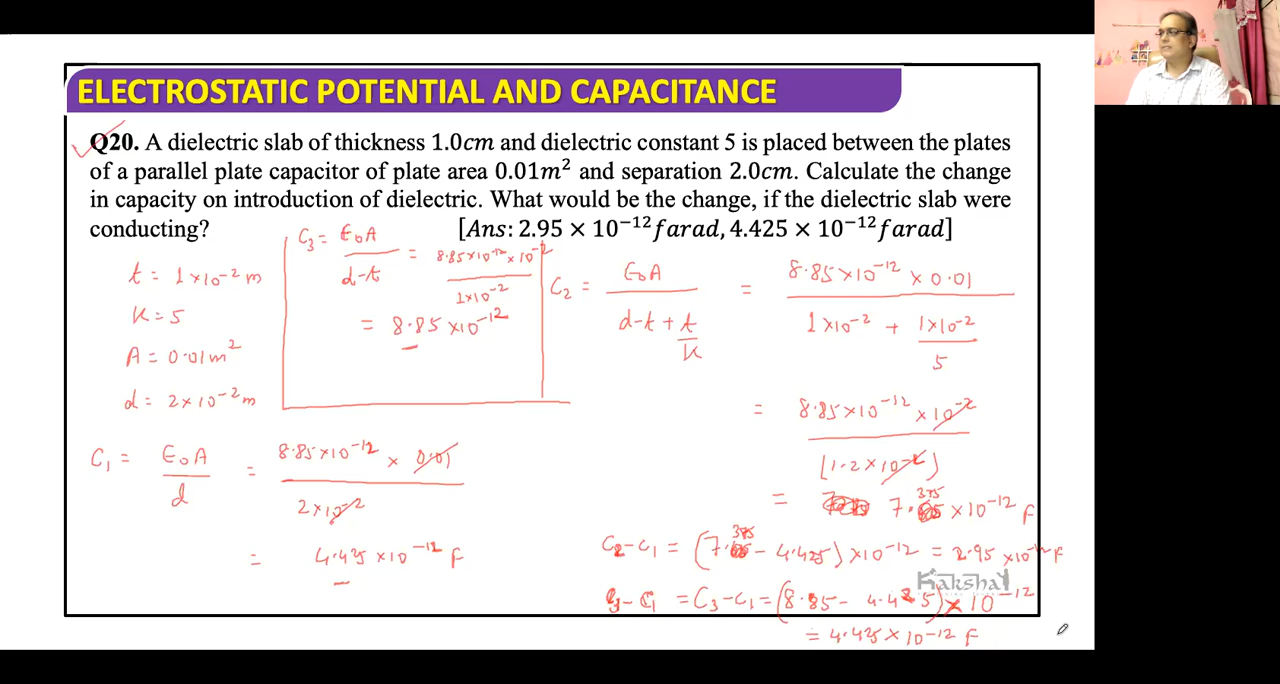 ELECTROSTATIC POTENTIAL AND CAPACITANCE
Q20. A dielectric slab of thickness 1.0cm and dielectric constant 5 is placed between the plates
of a parallel plate capacitor of plate area 0.01m² and separation 2.0cm. Calculate the change
in capacity on introduction of dielectric. What would be the change, if the dielectric slab were
conducting?
[Ans: 2.95 × 10⁻¹² farad, 4.425 × 10⁻¹² farad]
t = 1×10⁻² m
K = 5
A = 0.01m²
d = 2×10⁻² m
C₃ = ε₀A / d-t = 8.85×10⁻¹² × 10⁻² / 1×10⁻²
= 8.85 ×10⁻¹²
C₂ = ε₀A / d-t + t/K = 8.85×10⁻¹² × 0.01 / 1×10⁻² + 1×10⁻²/5
= 8.85×10⁻¹² × 10⁻² / (1.2×10⁻²)
= 7.375 ×10⁻¹² F
C₁ = ε₀A / d = 8.85×10⁻¹² × 0.01 / 2×10⁻²
= 4.425 ×10⁻¹² F
C₂-C₁ = (7.375 - 4.425) ×10⁻¹² = 2.95 ×10⁻¹² F
Kakshal
C₃-C₁ = C₃-C₁ = (8.85 - 4.425) × 10⁻¹²
= 4.425 × 10⁻¹² F